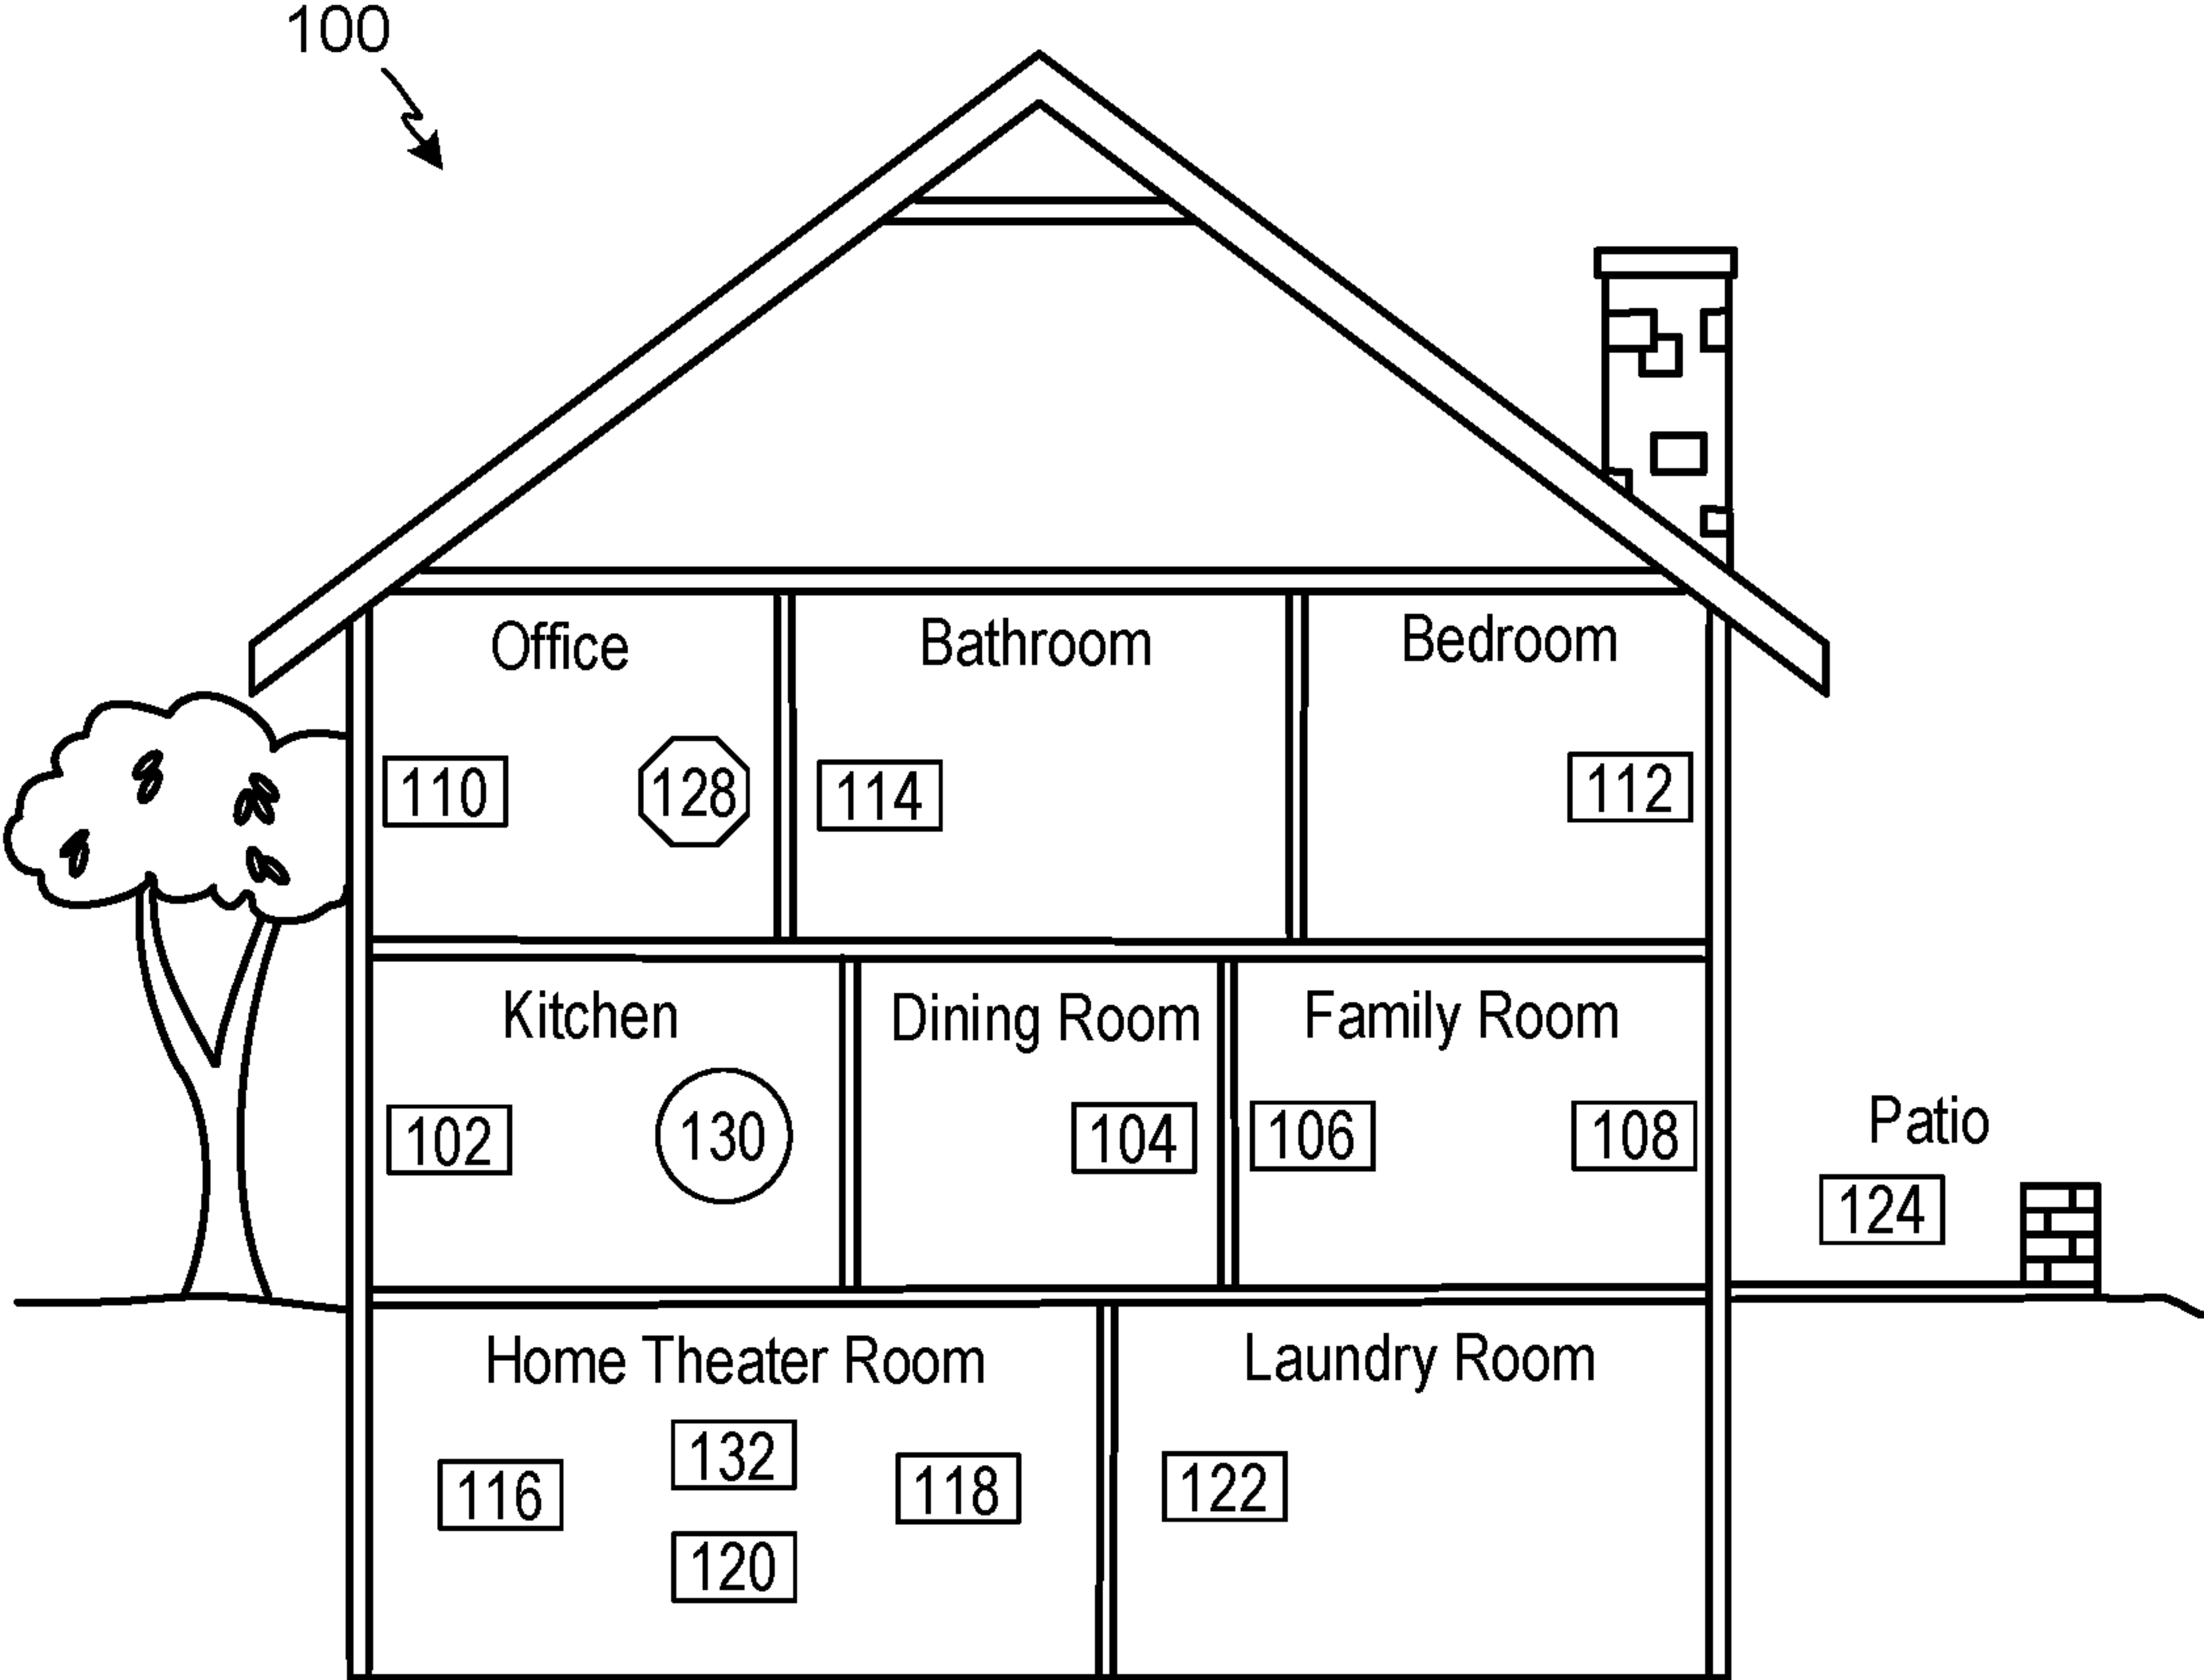 100
Office
Bathroom
Bedroom
110
128
114
112
Kitchen
Dining Room
Family Room
102
130
104
106
108
Patio
124
Home Theater Room
Laundry Room
116
132
118
122
120